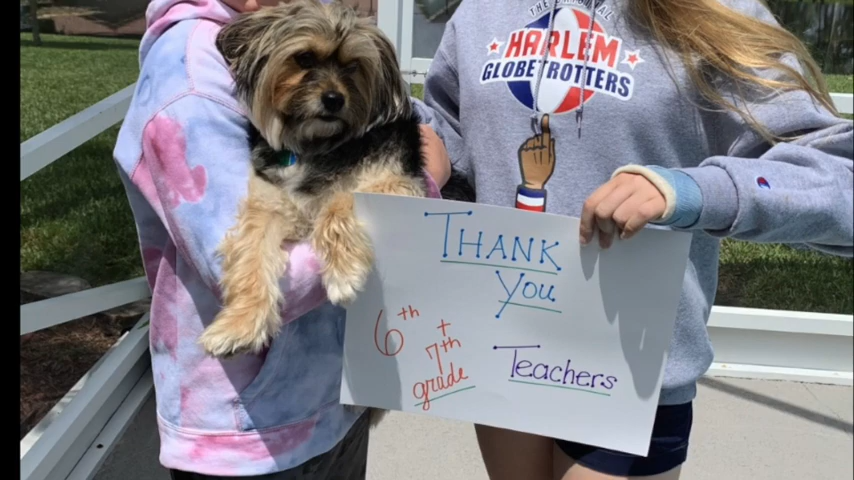 THE ORIGINAL
HARLEM
GLOBETROTTERS
THANK
You
6th +
7th
grade
Teachers